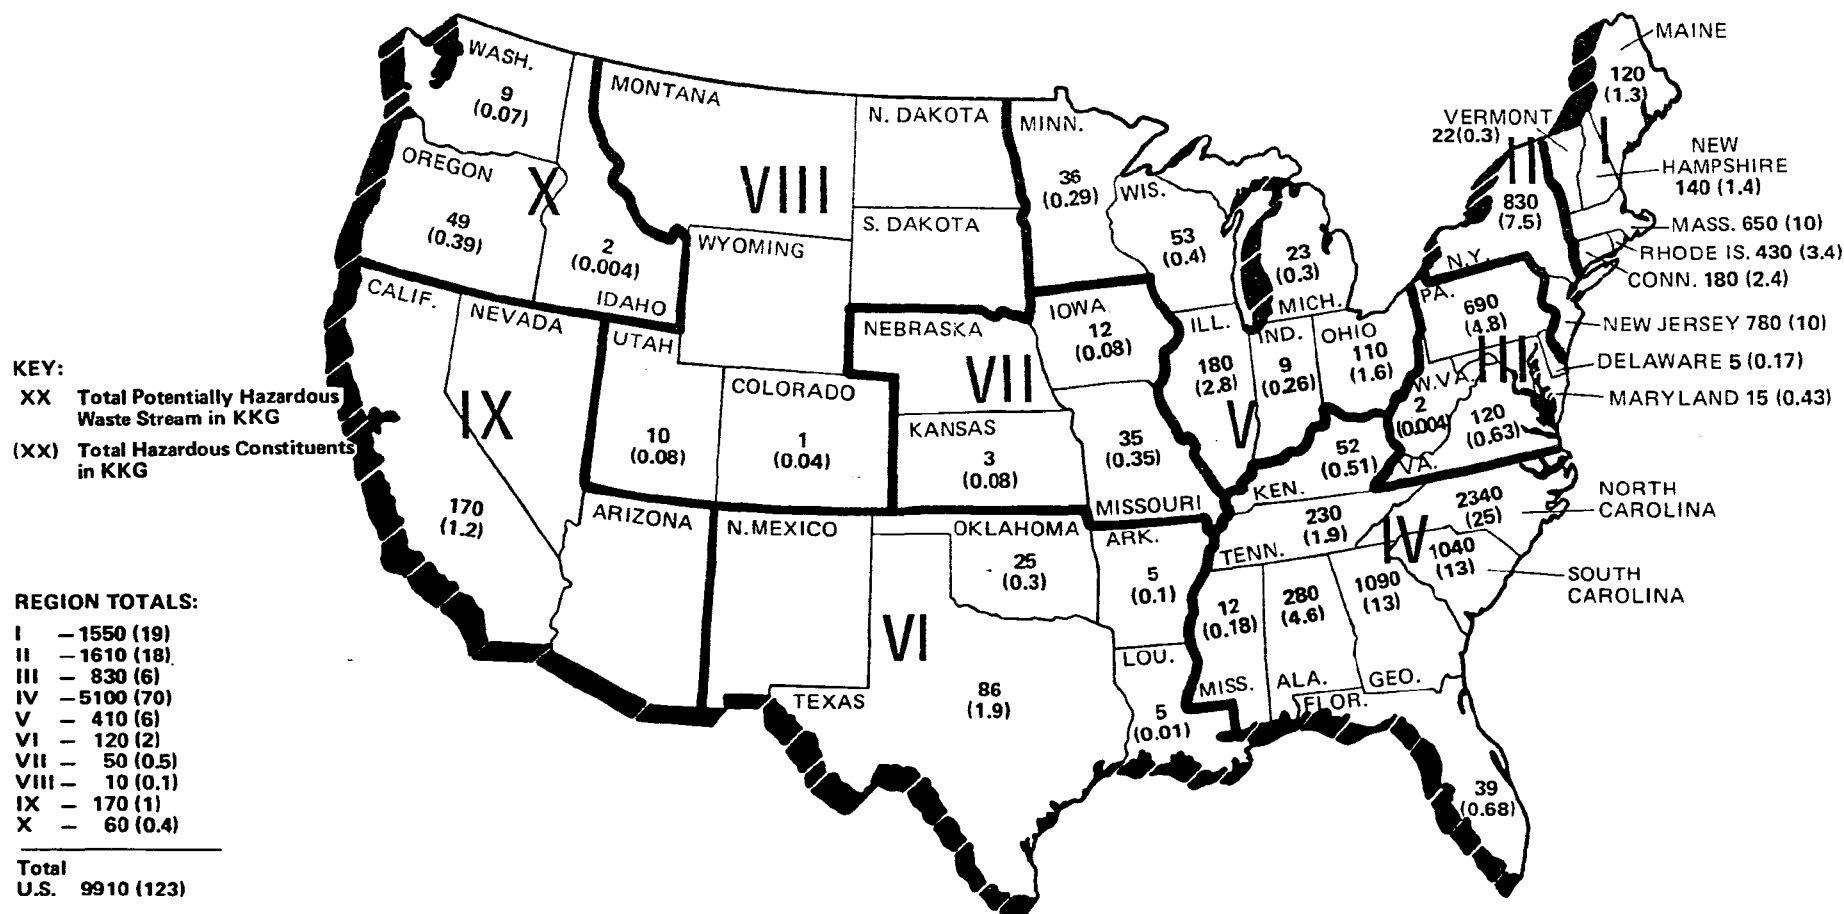 MAINE
120
(1.3)
VERMONT
22(0.3)
I
II
NEW
HAMPSHIRE
140 (1.4)
830
(7.5)
MASS. 650 (10)
RHODE IS. 430 (3.4)
CONN. 180 (2.4)
N.Y.
WASH.
9
(0.07)
MONTANA
N. DAKOTA
MINN.
36
(0.29)
WIS.
53
(0.4)
23
(0.3)
MICH.
OREGON
49
(0.39)
X
2
(0.004)
IDAHO
VIII
S. DAKOTA
WYOMING
CALIF.
NEVADA
UTAH
NEBRASKA
IOWA
12
(0.08)
ILL.
180
(2.8)
IND.
9
(0.26)
OHIO
110
(1.6)
PA.
690
(4.8)
III
NEW JERSEY 780 (10)
DELAWARE 5 (0.17)
MARYLAND 15 (0.43)
W.VA.
2
(0.004)
120
(0.63)
VA.
KEY:
XX Total Potentially Hazardous
Waste Stream in KKG
(XX) Total Hazardous Constituents
in KKG
IX
170
(1.2)
10
(0.08)
COLORADO
1
(0.04)
VII
KANSAS
3
(0.08)
35
(0.35)
MISSOURI
V
52
(0.51)
KEN.
ARIZONA
N.MEXICO
OKLAHOMA
25
(0.3)
ARK.
5
(0.1)
TENN.
230
(1.9)
IV
2340
(25)
NORTH
CAROLINA
1040
(13)
SOUTH
CAROLINA
12
(0.18)
MISS.
280
(4.6)
ALA.
1090
(13)
GEO.
VI
TEXAS
86
(1.9)
LOU.
5
(0.01)
FLOR.
39
(0.68)
REGION TOTALS:
I – 1550 (19)
II – 1610 (18)
III – 830 (6)
IV –5100 (70)
V – 410 (6)
VI – 120 (2)
VII – 50 (0.5)
VIII – 10 (0.1)
IX – 170 (1)
X – 60 (0.4)
Total
U.S. 9910 (123)